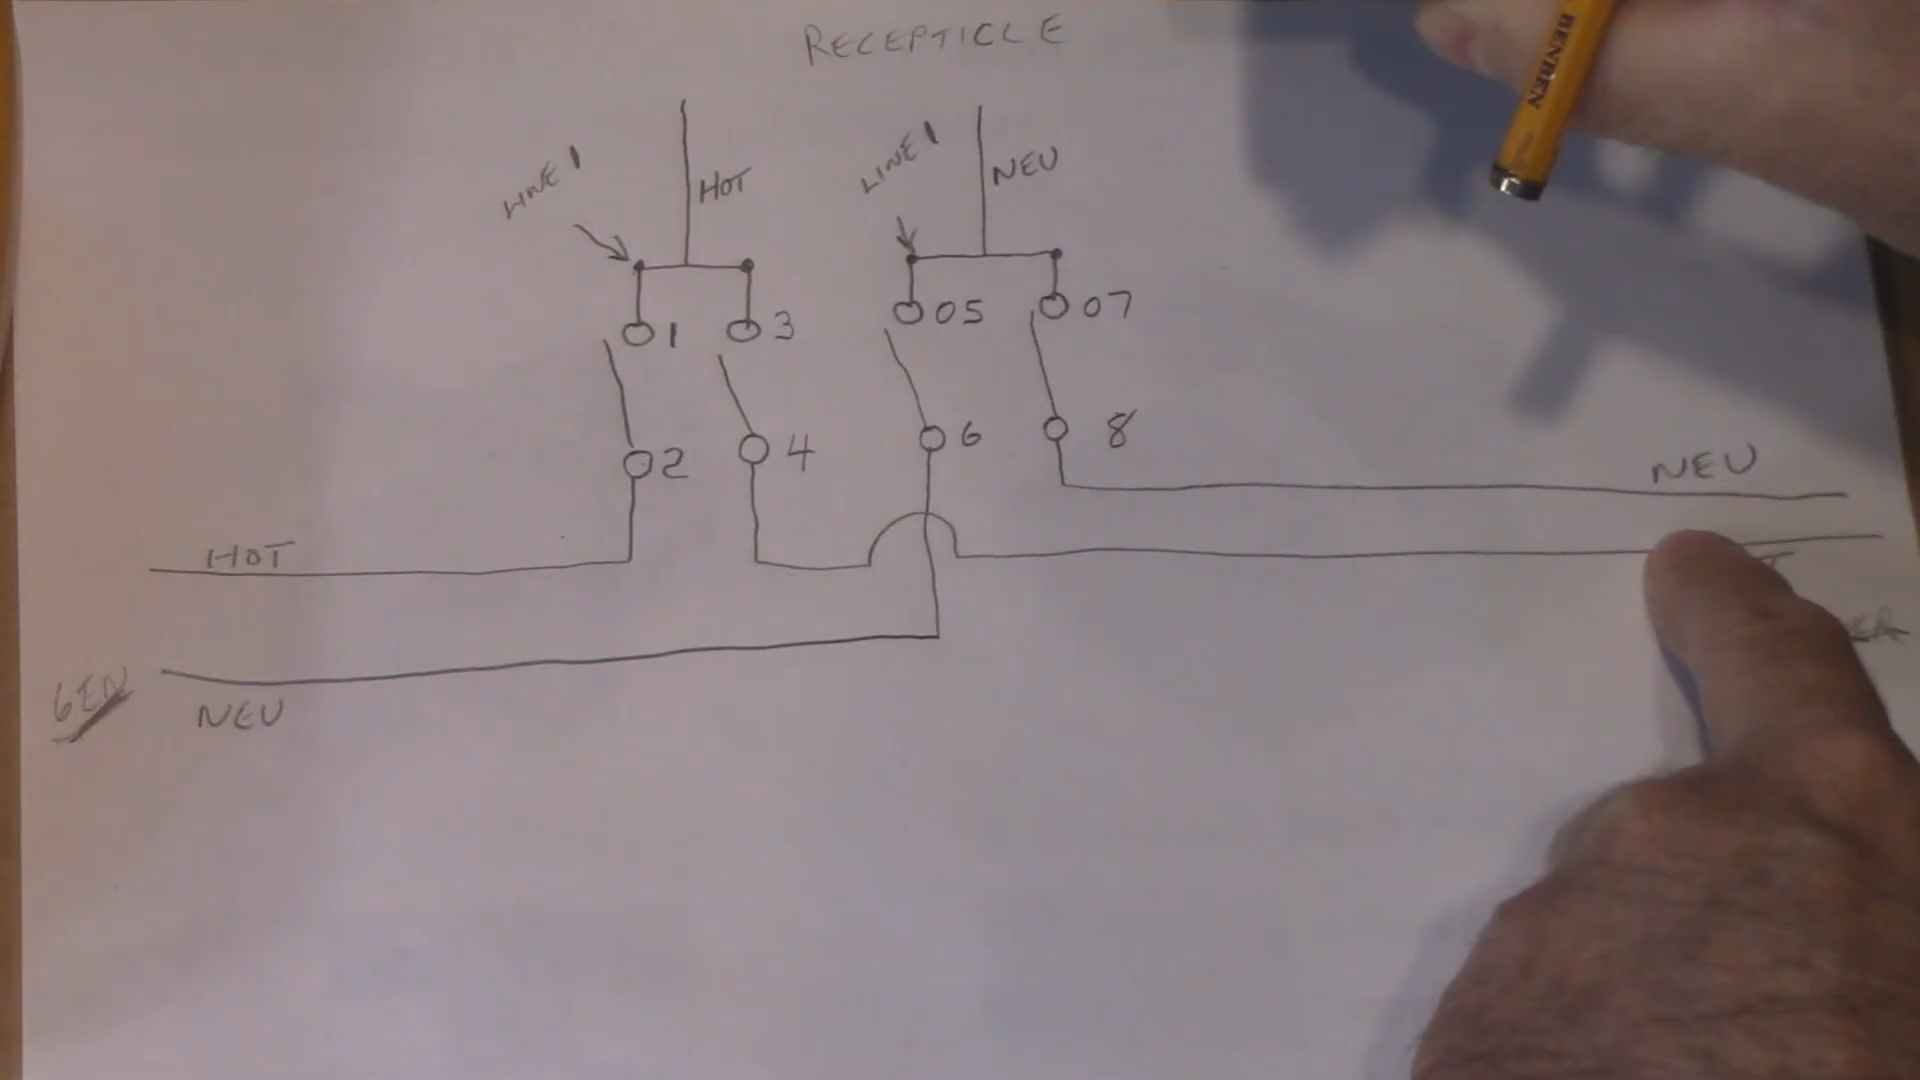 RECEPTICLE
LINE 1
HOT
LINE 1
NEU
1
3
05
07
2
4
6
8
HOT
NEU
GEN
NEU
BENREN